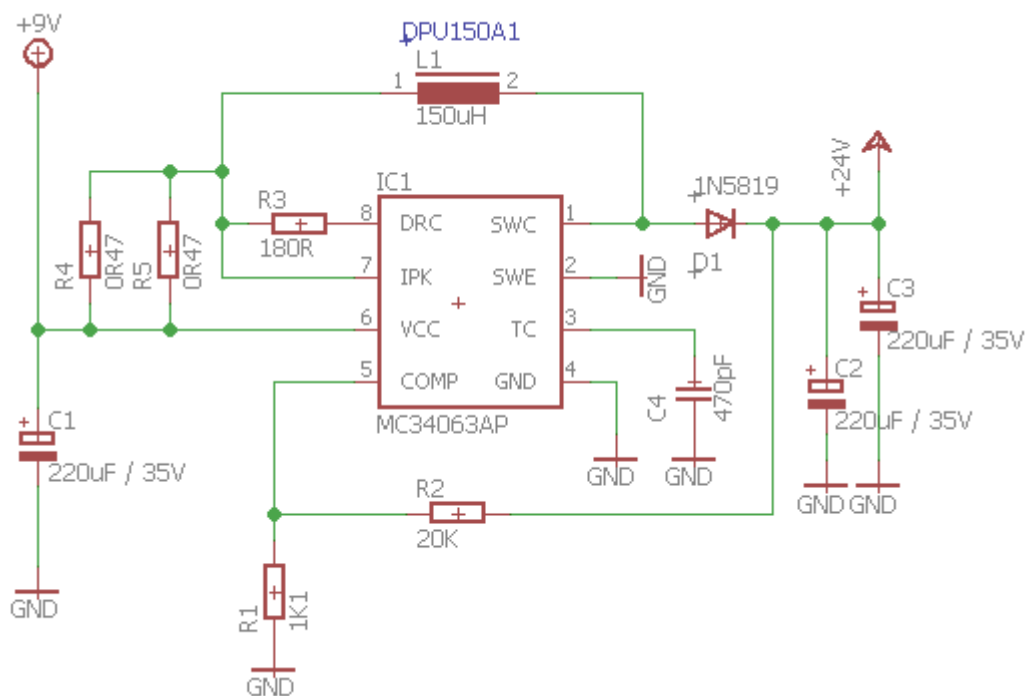 +9V
DPU150A1
L1
1 2
150uH
+24V
IC1
1N5819
R3
180R
8 DRC SWC 1
D1
R4
0R47
R5
0R47
7 IPK SWE 2
GND
6 VCC TC 3
5 COMP GND 4
MC34063AP
C4
470pF
C3
220uF / 35V
C2
220uF / 35V
C1
220uF / 35V
GND
GND
GND
GND
R2
20K
R1
1K1
GND
GND